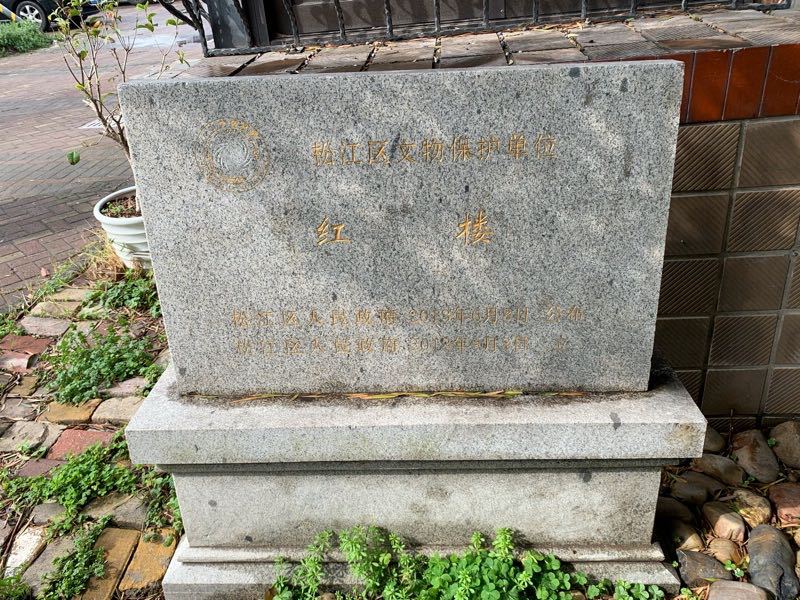 松江区文物保护单位
红 楼
松江区人民政府 公布
松江区人民政府 立